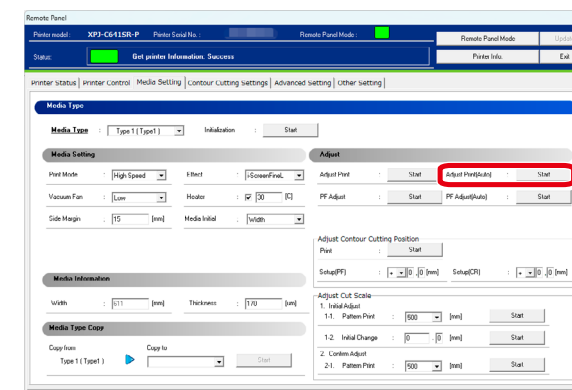 Remote Panel
Printer model : XPJ-C641SR-P Printer Serial No. : Remote Panel Mode : Remote Panel Mode Updat
Status: Get printer Information. Success Printer Info. Exit
Printer Status Printer Control Media Setting Contour Cutting Settings Advanced Setting Other Setting
Media Type
Media Type : Type 1 ( Type1 ) Initialization : Start
Media Setting Adjust
Print Mode : High Speed Effect : i-ScreenFineL Adjust Print : Start Adjust Print(Auto) : Start
Vacuum Fan : Low Heater : 30 [C] PF Adjust : Start PF Adjust(Auto) : Start
Side Margin : 15 [mm] Media Initial : Width
Adjust Contour Cutting Position
Print : Start
Setup(PF) : + 0 .0 [mm] Setup(CR) : + 0 .0 [mm]
Media Information
Adjust Cut Scale
Width : 611 [mm] Thickness : 170 [um]
1. Initial Adjust
1-1. Pattern Print : 500 [mm] Start
Media Type Copy
1-2. Initial Change : 0 . 0 [mm] Start
Copy from Copy to
2. Confirm Adjust
Type 1 ( Type1 ) Start
2-1. Pattern Print : 500 [mm] Start